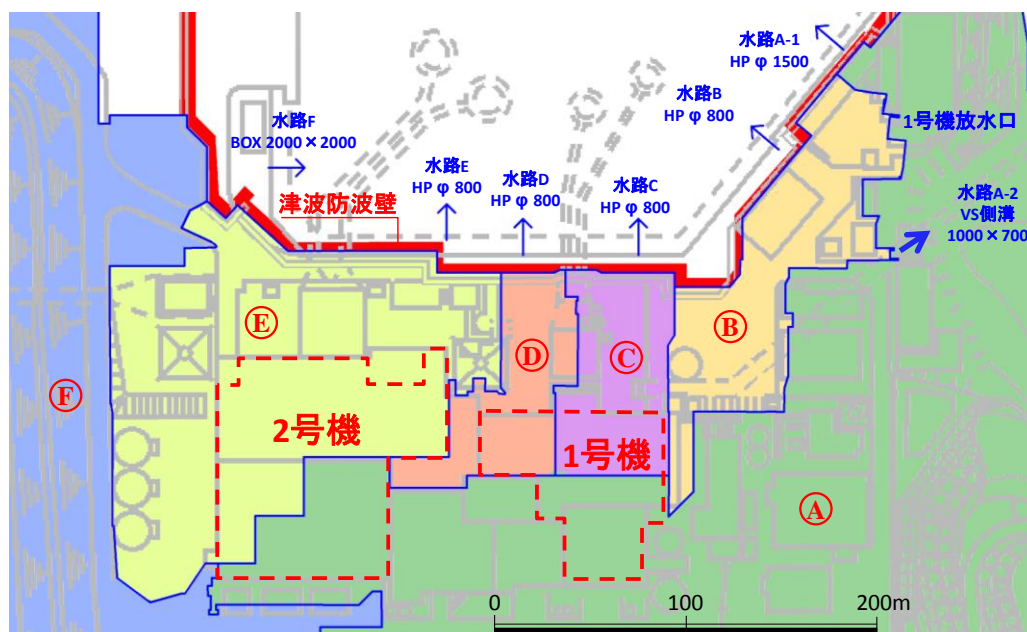 水路A-1
HP φ 1500
水路B
HP φ 800
水路F
BOX 2000×2000
1号機放水口
水路E
HP φ 800
水路D
HP φ 800
水路C
HP φ 800
水路A-2
VS側溝
1000×700
津波防波壁
Ⓔ
Ⓓ
Ⓒ
Ⓑ
Ⓕ
2号機
1号機
Ⓐ
0
100
200m